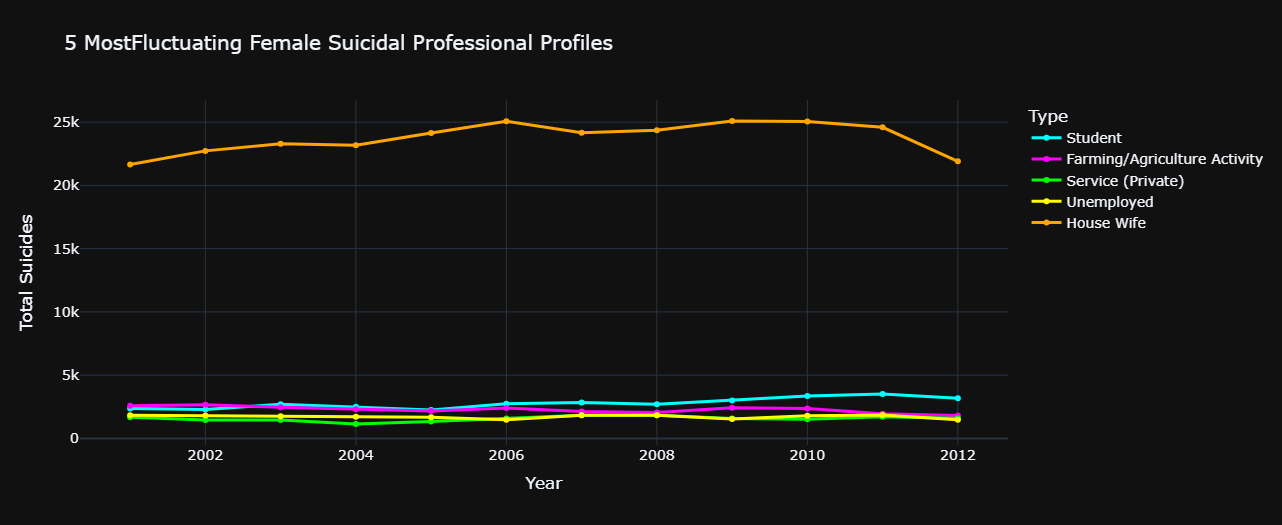 5 MostFluctuating Female Suicidal Professional Profiles
Type
Student
Farming/Agriculture Activity
Service (Private)
Unemployed
House Wife
Total Suicides
25k
20k
15k
10k
5k
0
2002 2004 2006 2008 2010 2012
Year